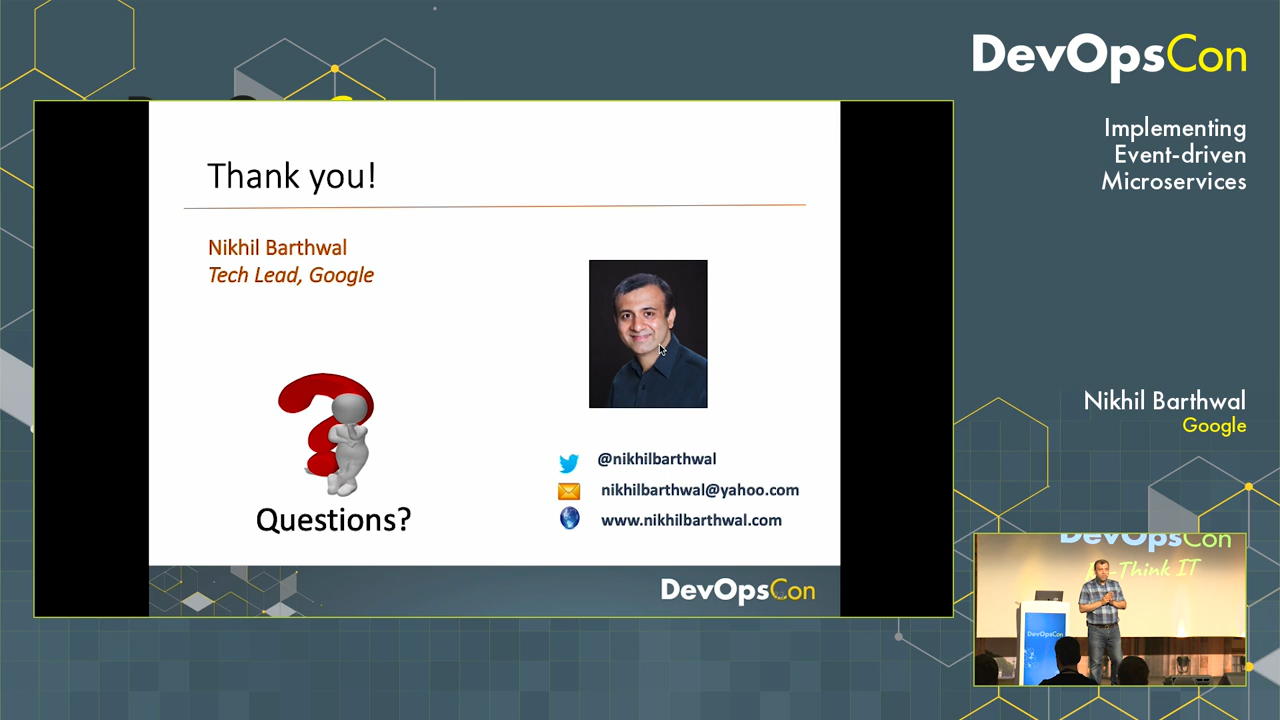 DevOpsCon
Implementing
Event-driven
Microservices
Thank you!
Nikhil Barthwal
Tech Lead, Google
Questions?
@nikhilbarthwal
nikhilbarthwal@yahoo.com
www.nikhilbarthwal.com
DevOpsCon
Nikhil Barthwal
Google
DevOpsCon
-Think IT
DevOpsCon